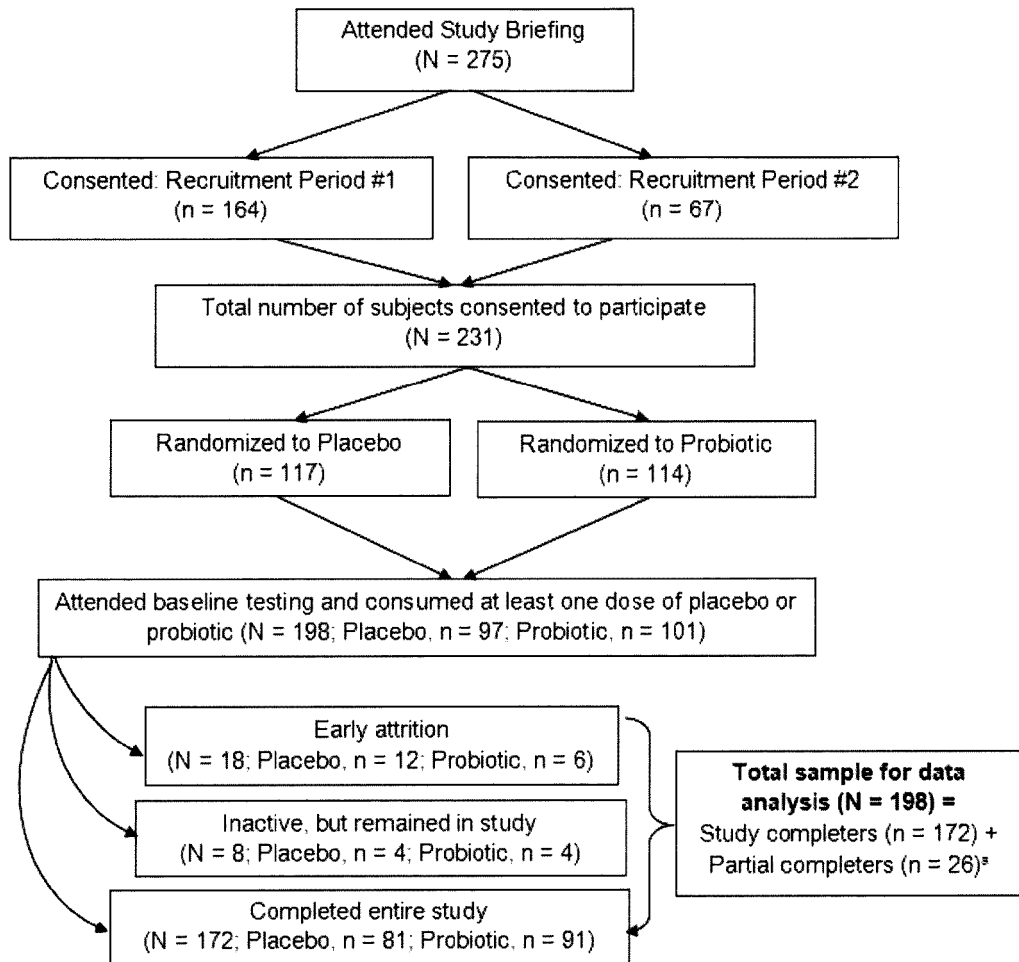 Attended Study Briefing
(N = 275)
Consented: Recruitment Period #1
(n = 164)
Consented: Recruitment Period #2
(n = 67)
Total number of subjects consented to participate
(N = 231)
Randomized to Placebo
(n = 117)
Randomized to Probiotic
(n = 114)
Attended baseline testing and consumed at least one dose of placebo or
probiotic (N = 198; Placebo, n = 97; Probiotic, n = 101)
Early attrition
(N = 18; Placebo, n = 12; Probiotic, n = 6)
Inactive, but remained in study
(N = 8; Placebo, n = 4; Probiotic, n = 4)
Completed entire study
(N = 172; Placebo, n = 81; Probiotic, n = 91)
Total sample for data
analysis (N = 198) =
Study completers (n = 172) +
Partial completers (n = 26)